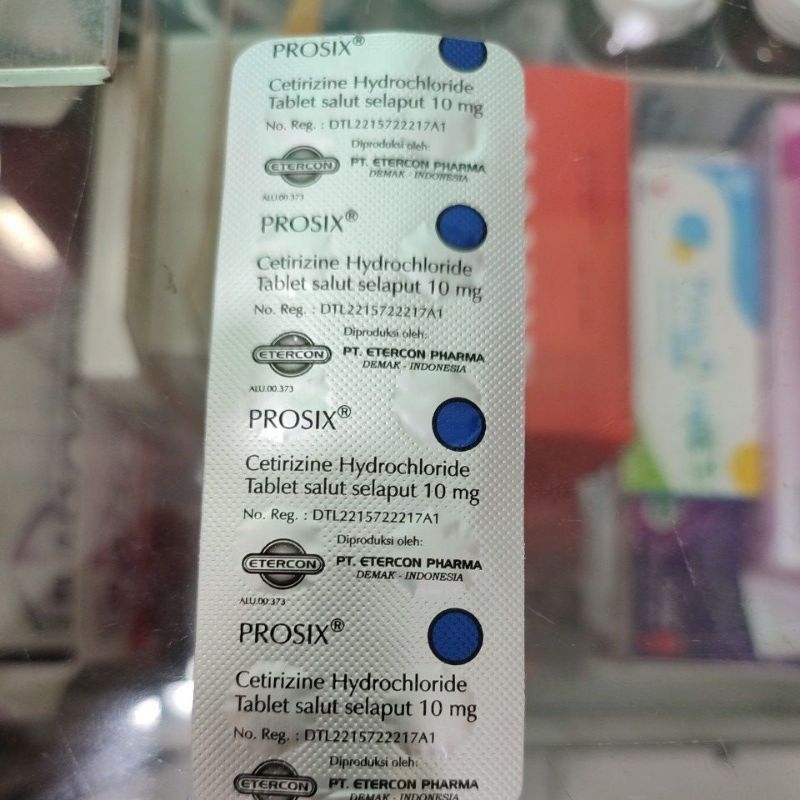 PROSIX®
Cetirizine Hydrochloride
Tablet salut selaput 10 mg
No. Reg. : DTL2215722217A1
Diproduksi oleh:
ETERCON
PT. ETERCON PHARMA
DEMAK - INDONESIA
ALU.00.373
PROSIX®
Cetirizine Hydrochloride
Tablet salut selaput 10 mg
No. Reg. : DTL2215722217A1
Diproduksi oleh:
ETERCON
PT. ETERCON PHARMA
DEMAK - INDONESIA
ALU.00.373
PROSIX®
Cetirizine Hydrochloride
Tablet salut selaput 10 mg
No. Reg. : DTL2215722217A1
Diproduksi oleh:
ETERCON
PT. ETERCON PHARMA
DEMAK - INDONESIA
ALU.00.373
PROSIX®
Cetirizine Hydrochloride
Tablet salut selaput 10 mg
No. Reg. : DTL2215722217A1
Diproduksi oleh:
ETERCON
PT. ETERCON PHARMA
DEMAK - INDONESIA